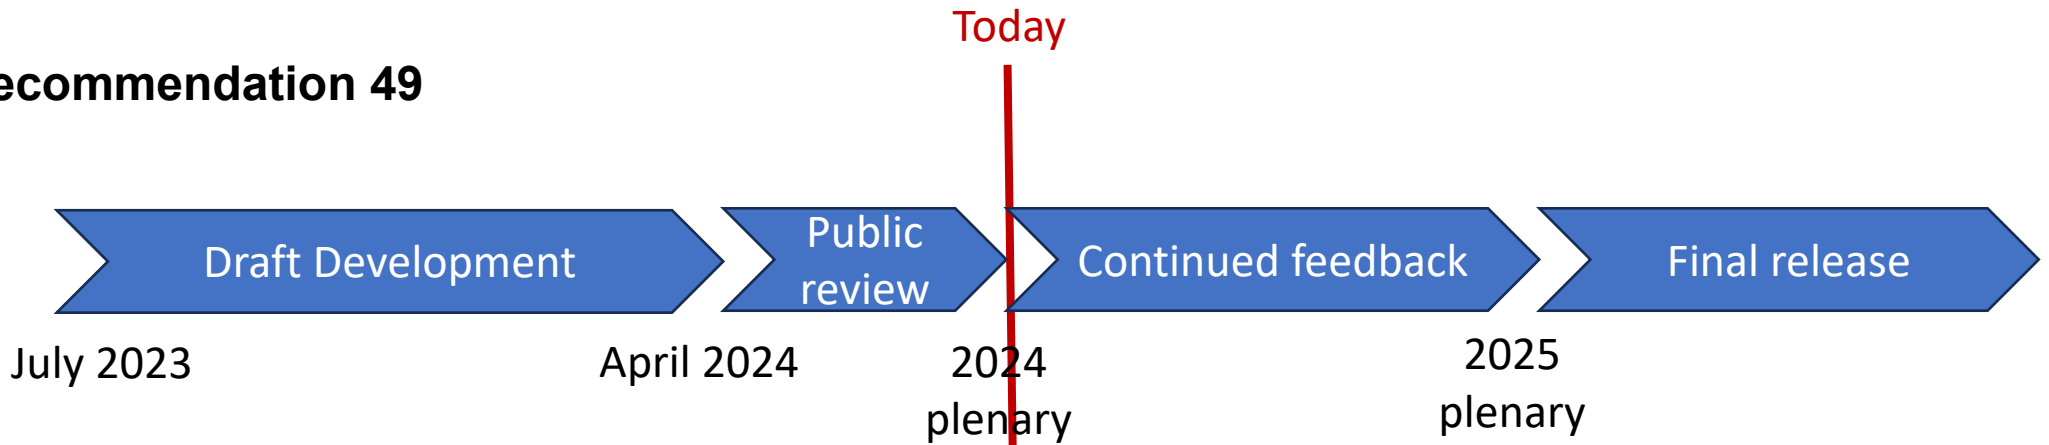 Today
ecommendation 49
Draft Development
Public
review
Continued feedback
Final release
July 2023
April 2024
2024
plenary
2025
plenary